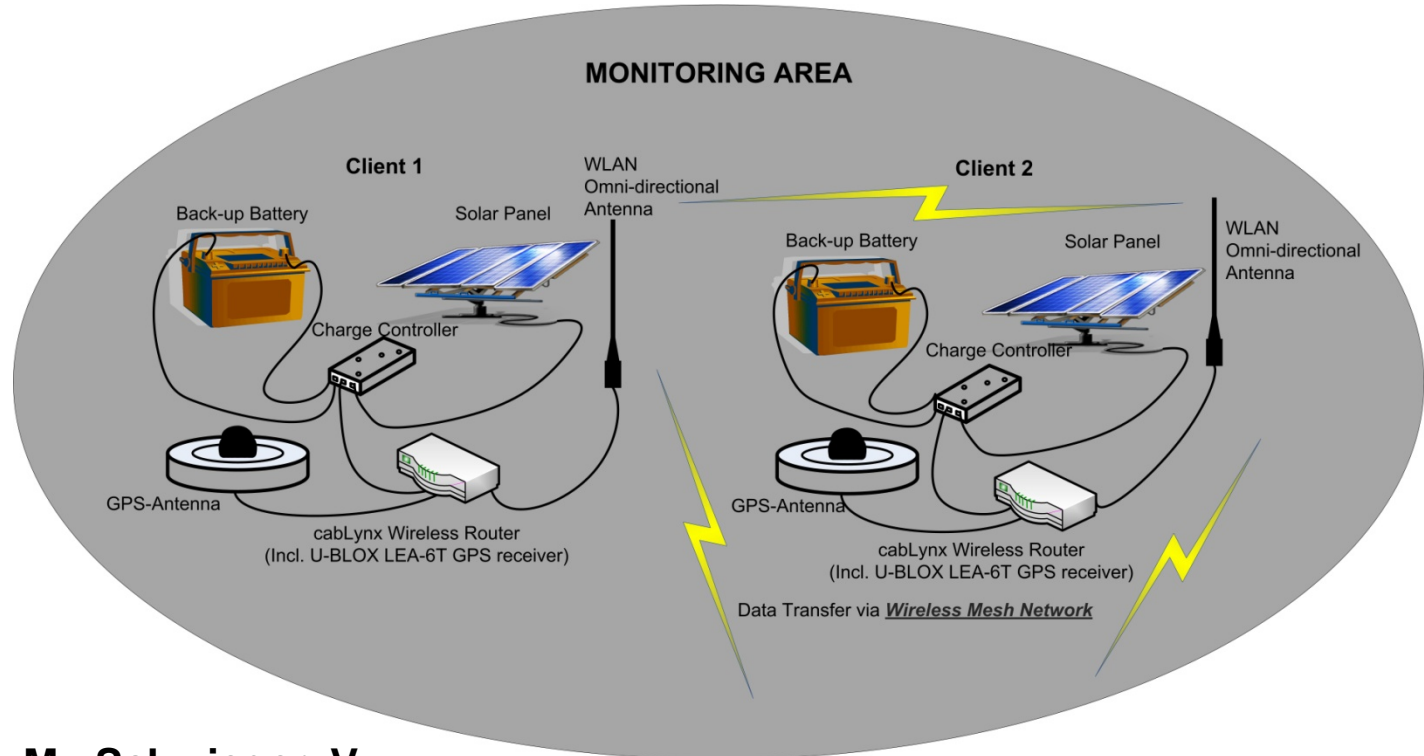 MONITORING AREA
Client 1
WLAN
Omni-directional
Antenna
Back-up Battery
Solar Panel
Charge Controller
GPS-Antenna
cabLynx Wireless Router
(Incl. U-BLOX LEA-6T GPS receiver)
Client 2
WLAN
Omni-directional
Antenna
Back-up Battery
Solar Panel
Charge Controller
GPS-Antenna
cabLynx Wireless Router
(Incl. U-BLOX LEA-6T GPS receiver)
Data Transfer via Wireless Mesh Network